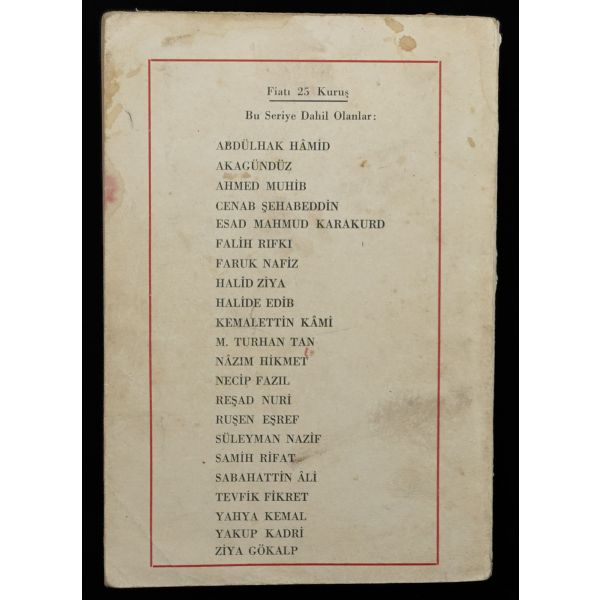 Fiatı 25 Kuruş
Bu Seriye Dahil Olanlar:
ABDÜLHAK HÂMİD
AKAGÜNDÜZ
AHMED MUHİB
CENAB ŞEHABEDDİN
ESAD MAHMUD KARAKURD
FALİH RIFKI
FARUK NAFİZ
HALİD ZİYA
HALİDE EDİB
KEMALETTİN KÂMİ
M. TURHAN TAN
NÂZIM HİKMET
NECİP FAZIL
REŞAD NURİ
RUŞEN EŞREF
SÜLEYMAN NAZİF
SAMİH RİFAT
SABAHATTİN ÂLİ
TEVFİK FİKRET
YAHYA KEMAL
YAKUP KADRİ
ZİYA GÖKALP